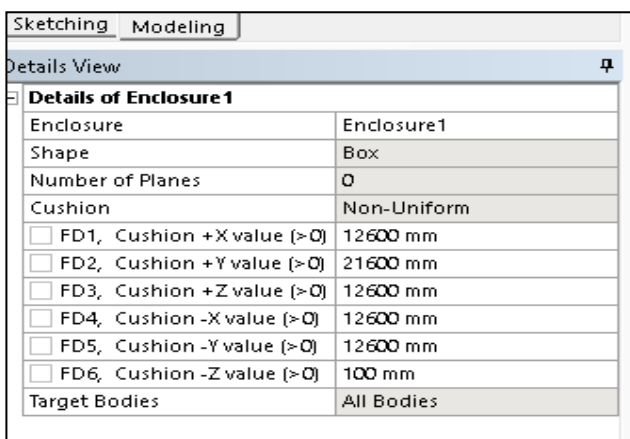 Sketching Modeling
Details View
Details of Enclosure1
Enclosure Enclosure1
Shape Box
Number of Planes 0
Cushion Non-Uniform
FD1, Cushion +X value (>0) 12600 mm
FD2, Cushion +Y value (>0) 21600 mm
FD3, Cushion +Z value (>0) 12600 mm
FD4, Cushion -X value (>0) 12600 mm
FD5, Cushion -Y value (>0) 12600 mm
FD6, Cushion -Z value (>0) 100 mm
Target Bodies All Bodies